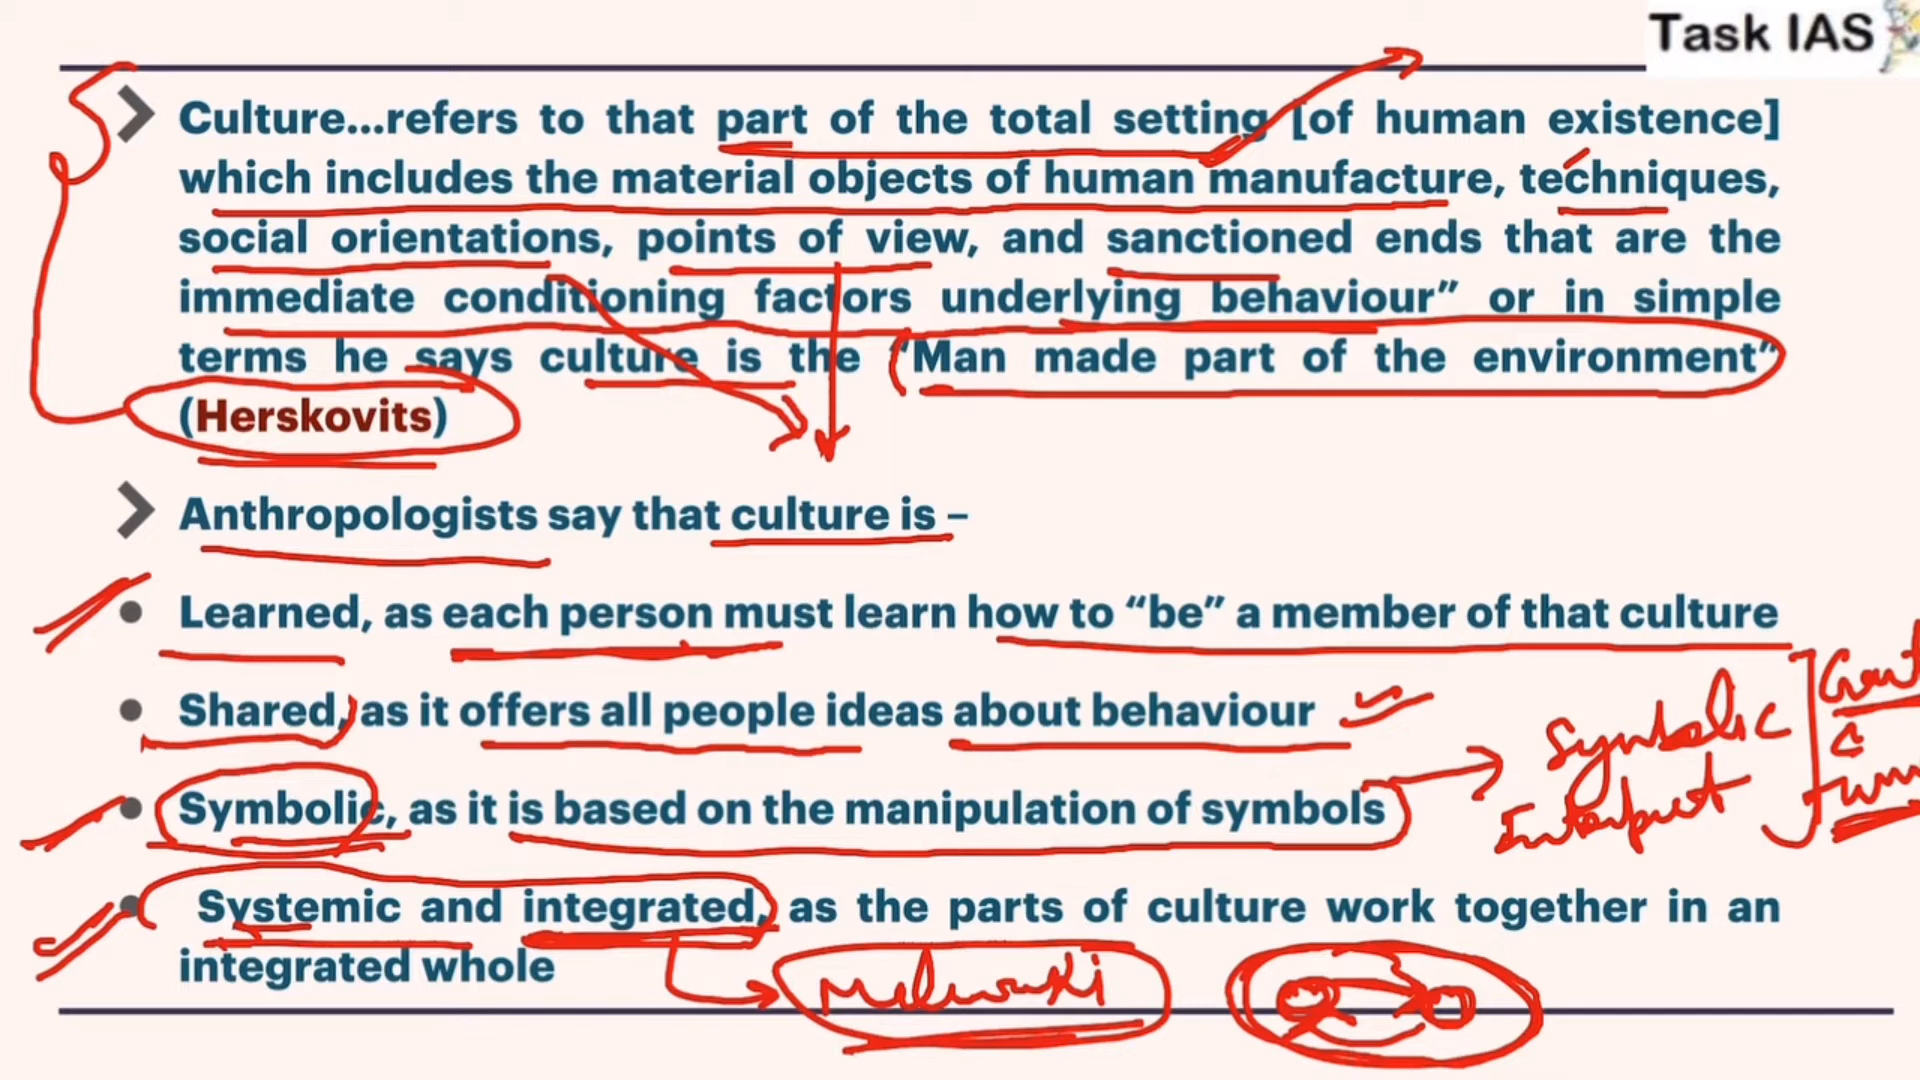 Task IAS
Culture...refers to that part of the total setting [of human existence]
which includes the material objects of human manufacture, techniques,
social orientations, points of view, and sanctioned ends that are the
immediate conditioning factors underlying behaviour” or in simple
terms he says culture is the “Man made part of the environment”
(Herskovits)
Anthropologists say that culture is –
Learned, as each person must learn how to “be” a member of that culture
Shared, as it offers all people ideas about behaviour
Symbolic, as it is based on the manipulation of symbols
Symbolic
Systemic and integrated, as the parts of culture work together in an
integrated whole